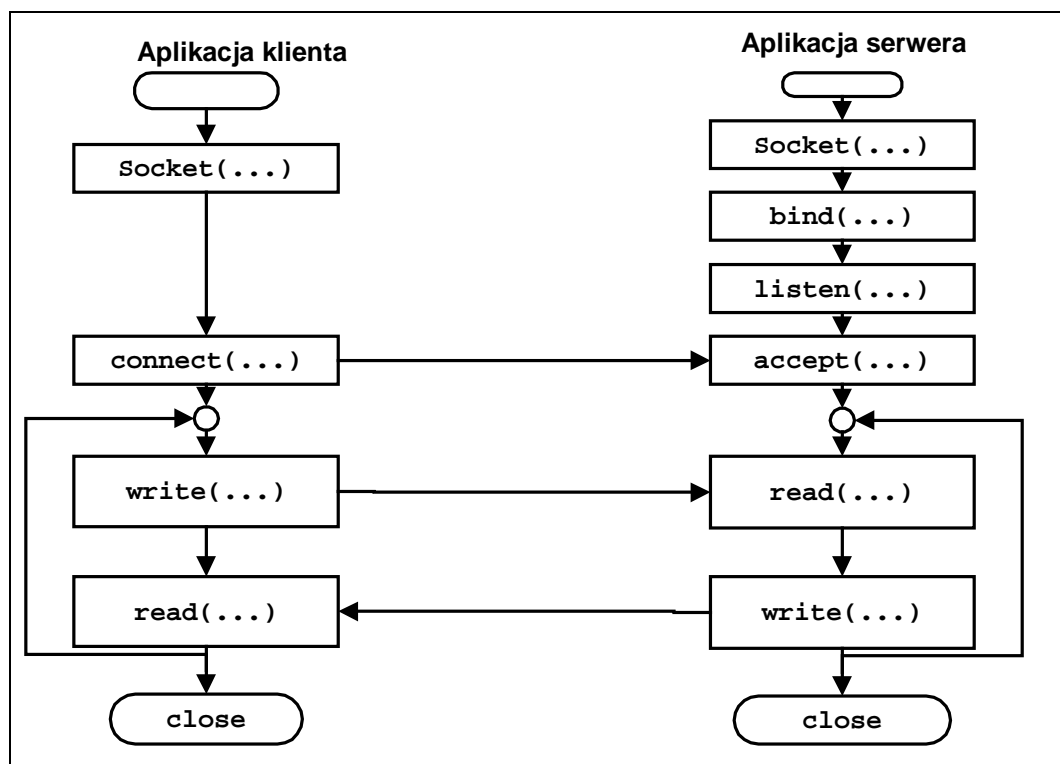 Aplikacja klienta
Socket(...)
connect(...)
write(...)
read(...)
close
Aplikacja serwera
Socket(...)
bind(...)
listen(...)
accept(...)
read(...)
write(...)
close